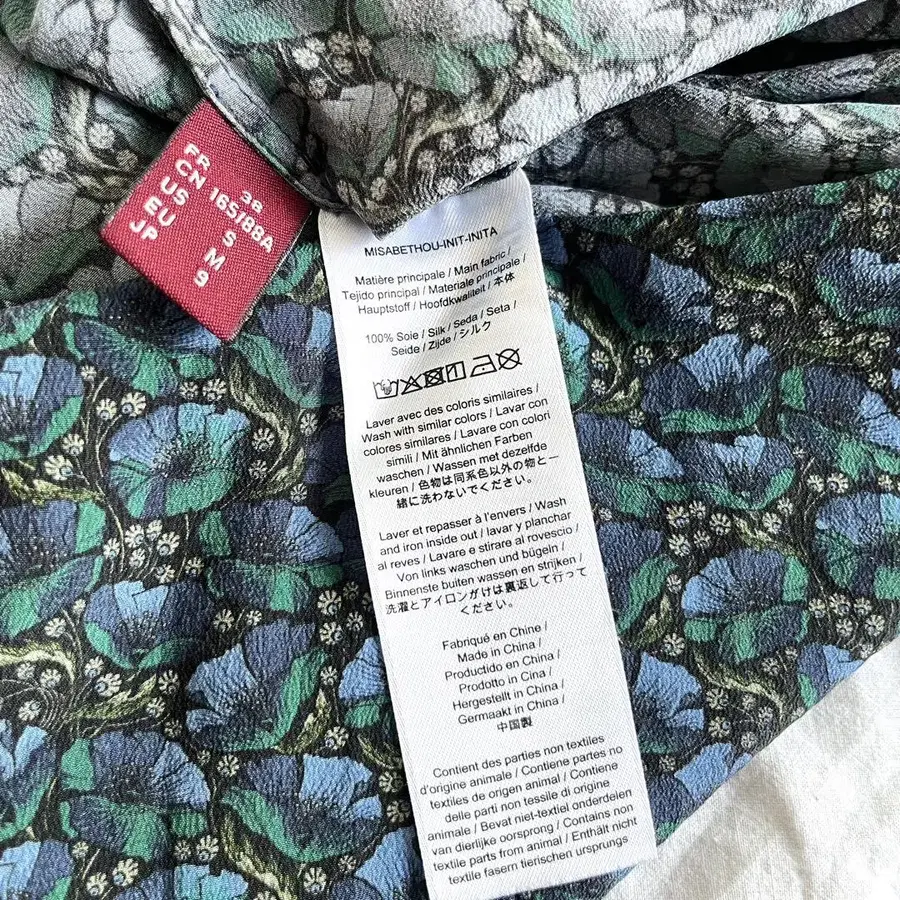 FR 38
CN 165/88A
US S
EU M
JP 9
MISABETHOU-INIT-INITA
Matière principale / Main fabric /
Tejido principal / Materiale principale /
Hauptstoff / Hoofdkwaliteit / 本体
100% Soie / Silk / Seda / Seta /
Seide / Zijde / シルク
Laver avec des coloris similaires /
Wash with similar colors / Lavar con
colores similares / Lavare con colori
simili / Mit ähnlichen Farben
waschen / Wassen met dezelfde
kleuren / 色物は同系色以外の物と一
緒に洗わないでください。
Laver et repasser à l'envers / Wash
and iron inside out / lavar y planchar
al reves / Lavare e stirare al rovescio /
Von links waschen und bügeln /
Binnenste buiten wassen en strijken /
洗濯とアイロンがけは裏返して行って
ください。
Fabriqué en Chine /
Made in China /
Producido en China /
Prodotto in Cina /
Hergestellt in China /
Germaakt in China /
中国製
Contient des parties non textiles
d'origine animale / Contiene partes no
textiles de origen animal / Contiene
delle parti non tessile di origine
animale / Bevat niet-textiel onderdelen
van dierlijke oorsprong / Contains non
textile parts from animal / Enthält nicht
textile fasern tierischen ursprungs